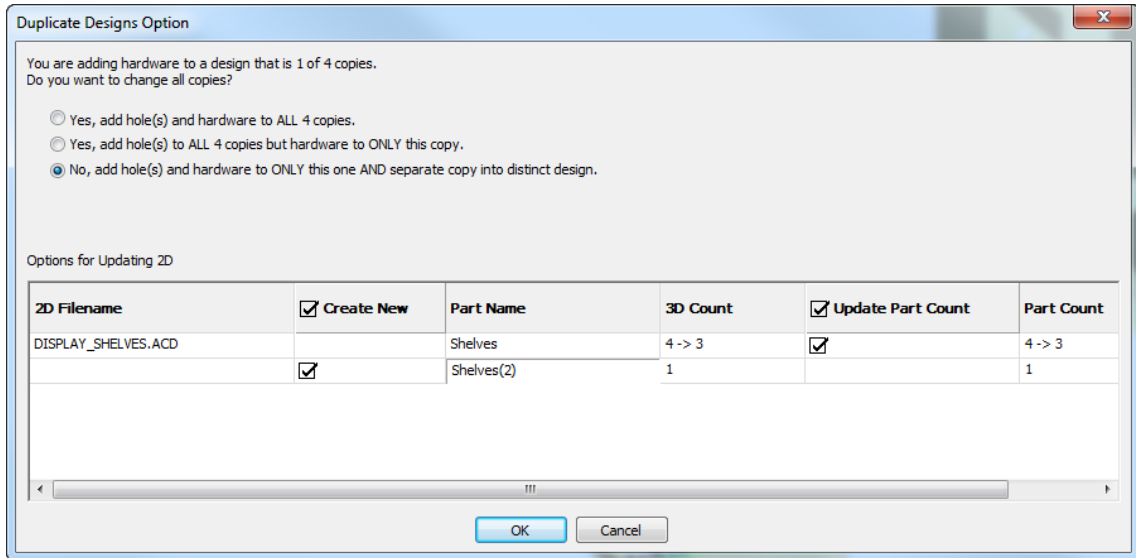 Duplicate Designs Option
You are adding hardware to a design that is 1 of 4 copies.
Do you want to change all copies?
Yes, add hole(s) and hardware to ALL 4 copies.
Yes, add hole(s) to ALL 4 copies but hardware to ONLY this copy.
No, add hole(s) and hardware to ONLY this one AND separate copy into distinct design.
Options for Updating 2D
2D Filename Create New Part Name 3D Count Update Part Count Part Count
DISPLAY_SHELVES.ACD Shelves 4 -> 3 4 -> 3
Shelves(2) 1 1
OK Cancel